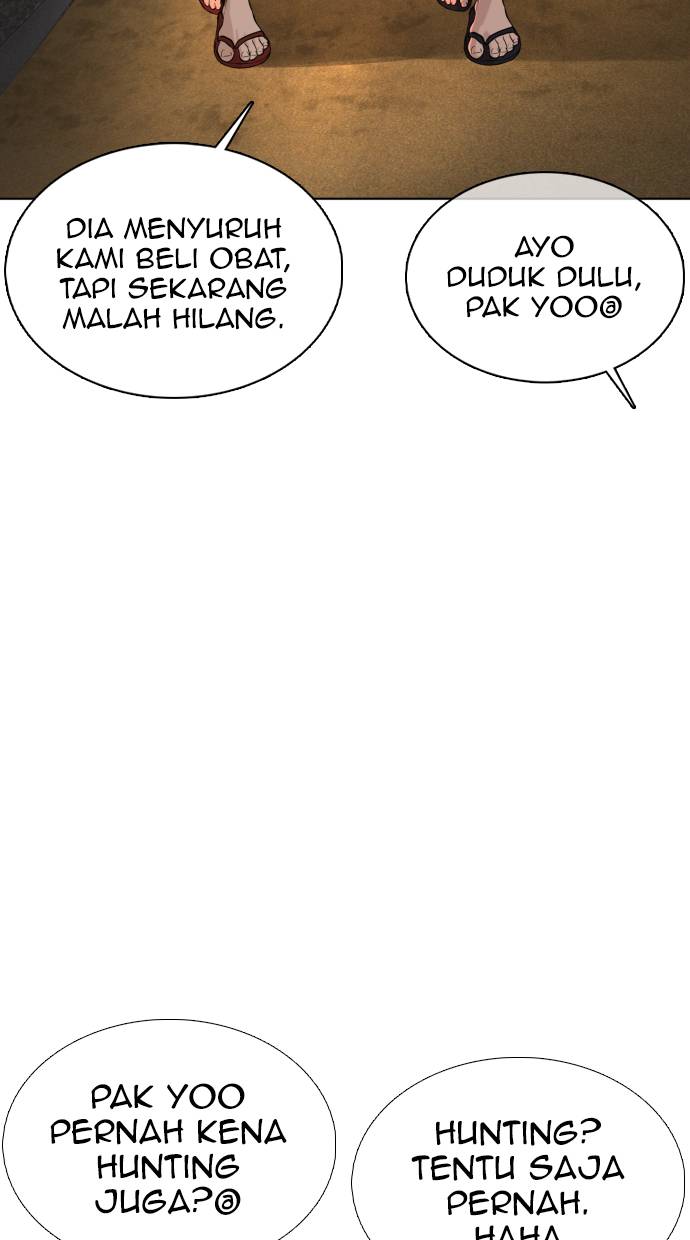 DIA MENYURUH
KAMI BELI OBAT,
TAPI SEKARANG
MALAH HILANG.
AYO
DUDUK DULU,
PAK YOO@
PAK YOO
PERNAH KENA
HUNTING
JUGA?@
HUNTING?
TENTU SAJA
PERNAH.
HAHA